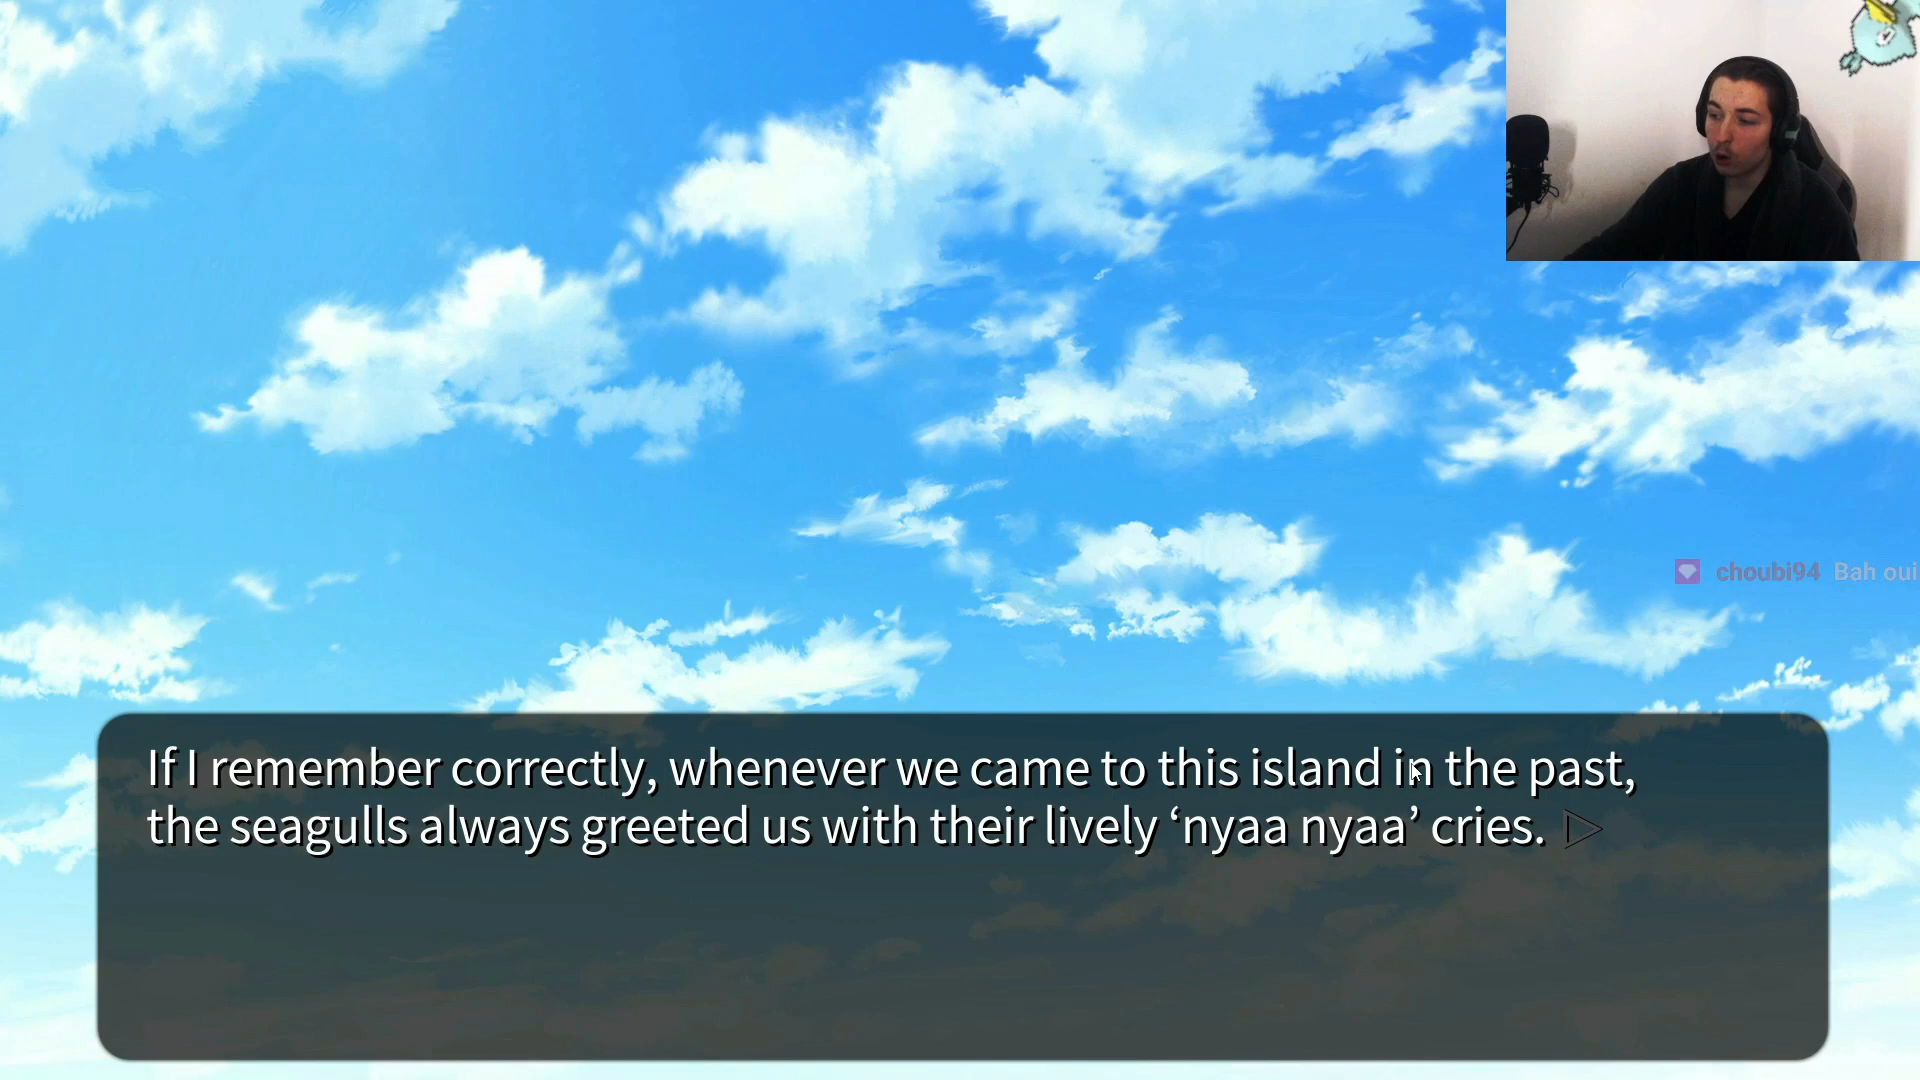 choubi94 Bah oui
If I remember correctly, whenever we came to this island in the past,
the seagulls always greeted us with their lively ‘nyaa nyaa’ cries.